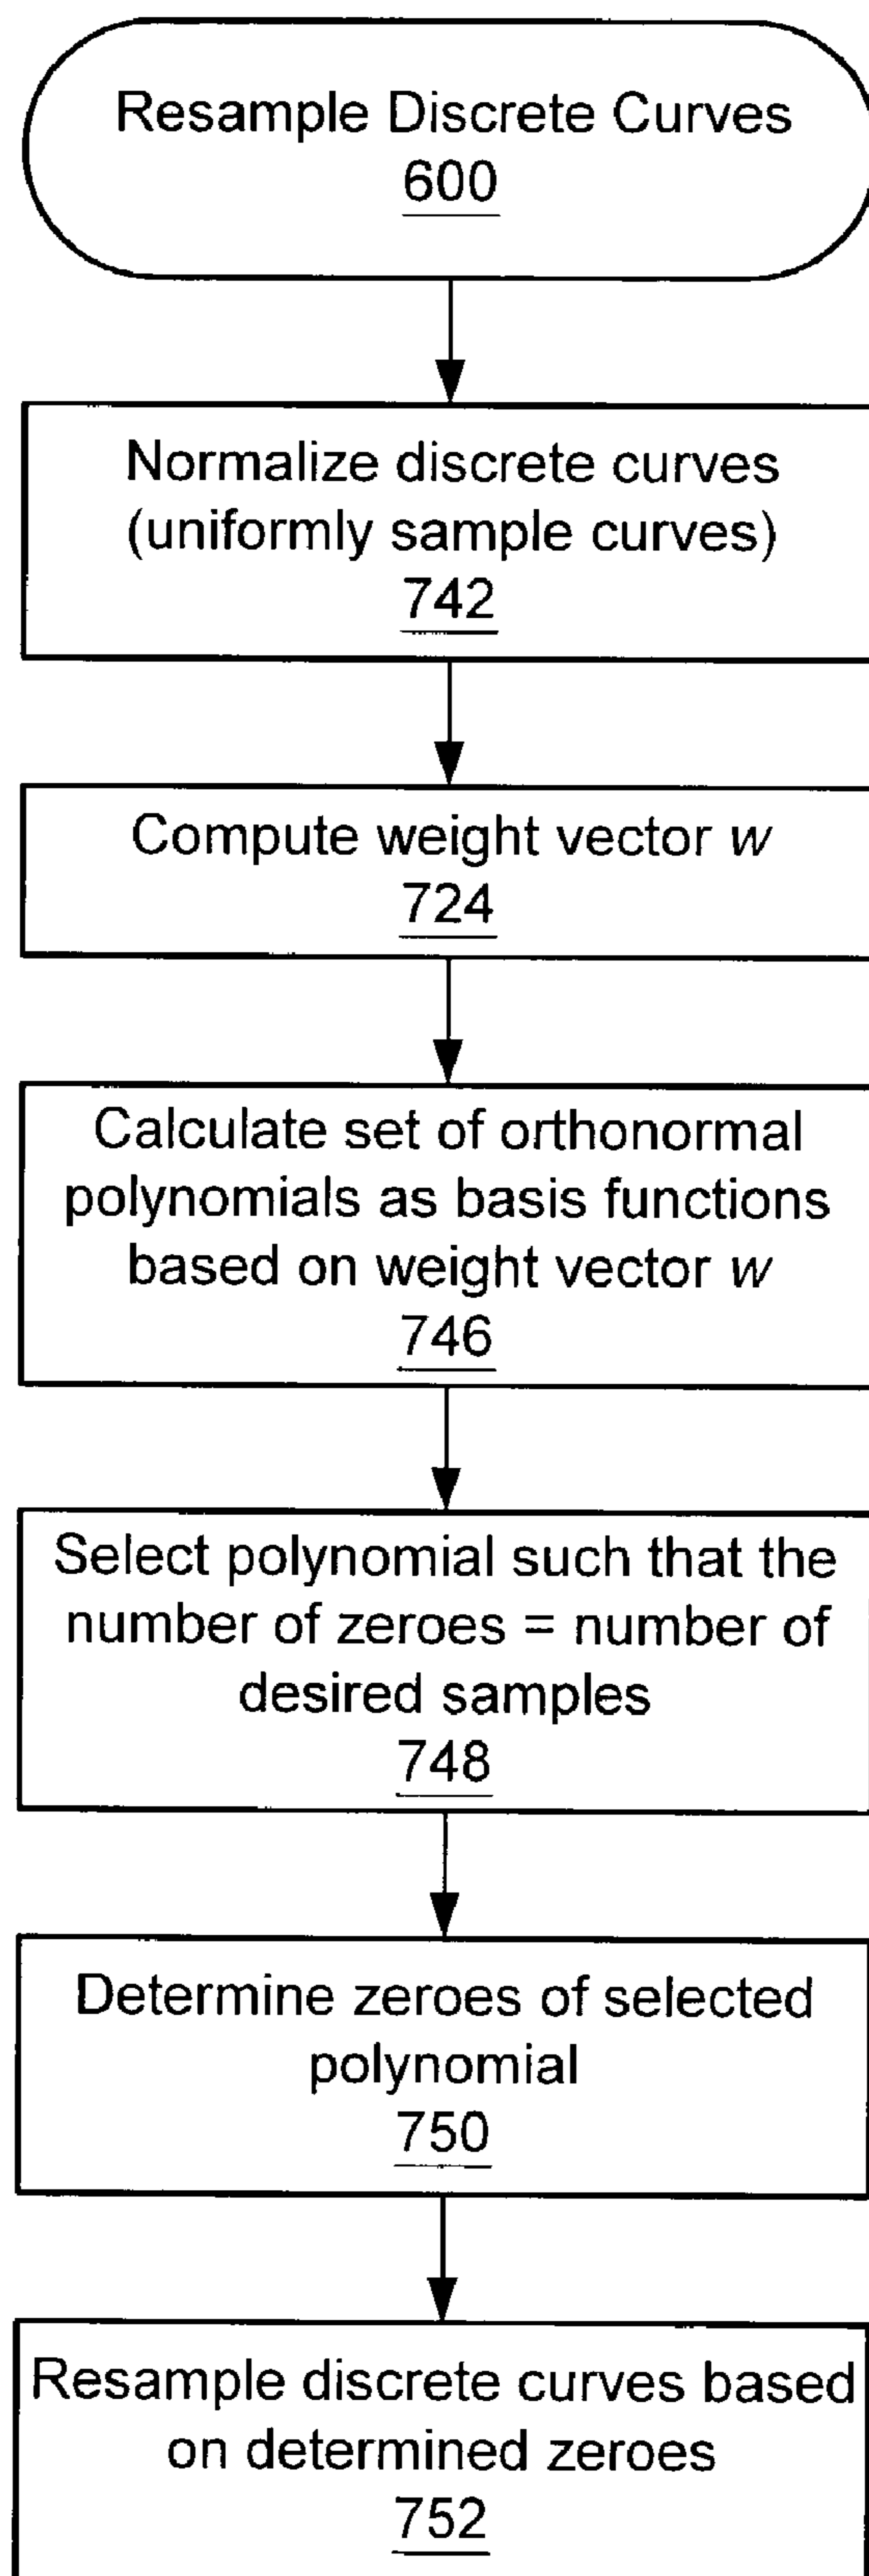 Resample Discrete Curves
600
Normalize discrete curves
(uniformly sample curves)
742
Compute weight vector w
724
Calculate set of orthonormal
polynomials as basis functions
based on weight vector w
746
Select polynomial such that the
number of zeroes = number of
desired samples
748
Determine zeroes of selected
polynomial
750
Resample discrete curves based
on determined zeroes
752